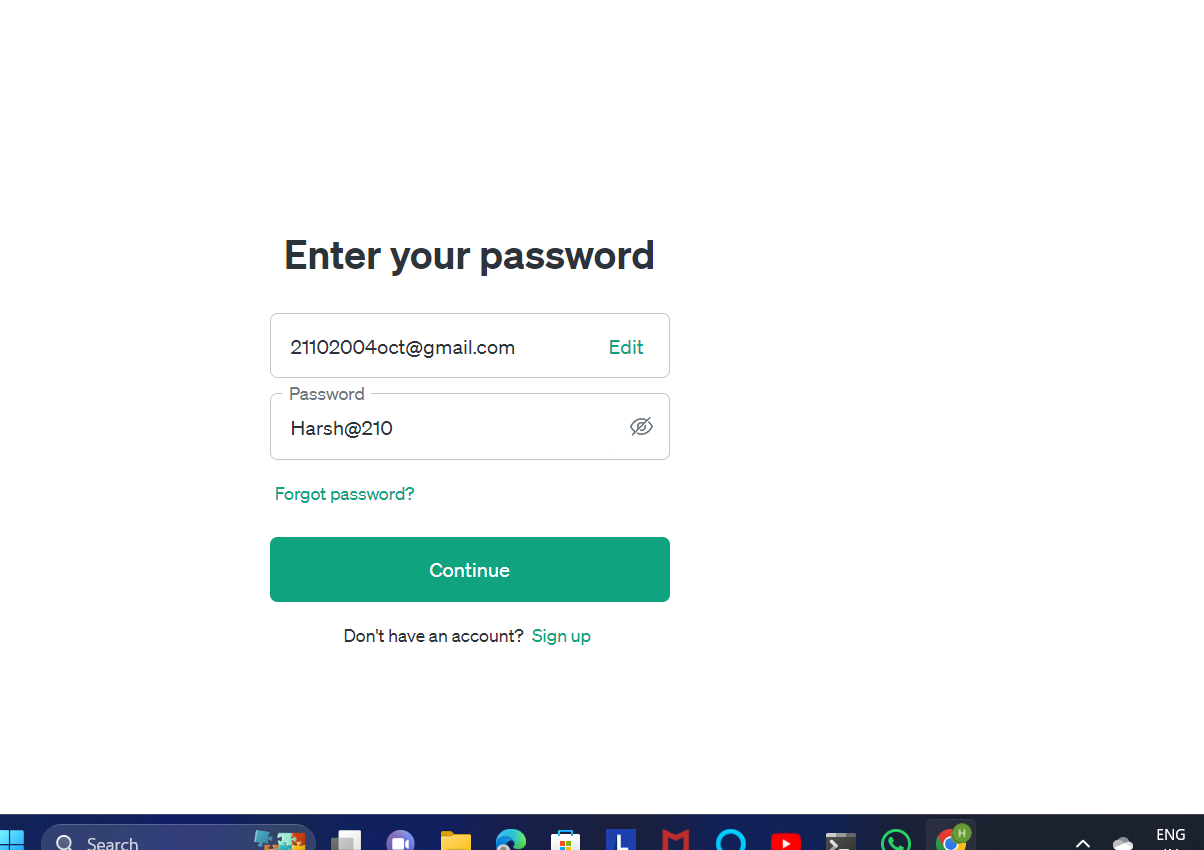 Enter your password
21102004oct@gmail.com Edit
Password
Harsh@210
Forgot password?
Continue
Don't have an account? Sign up
Search
H
L
ENG